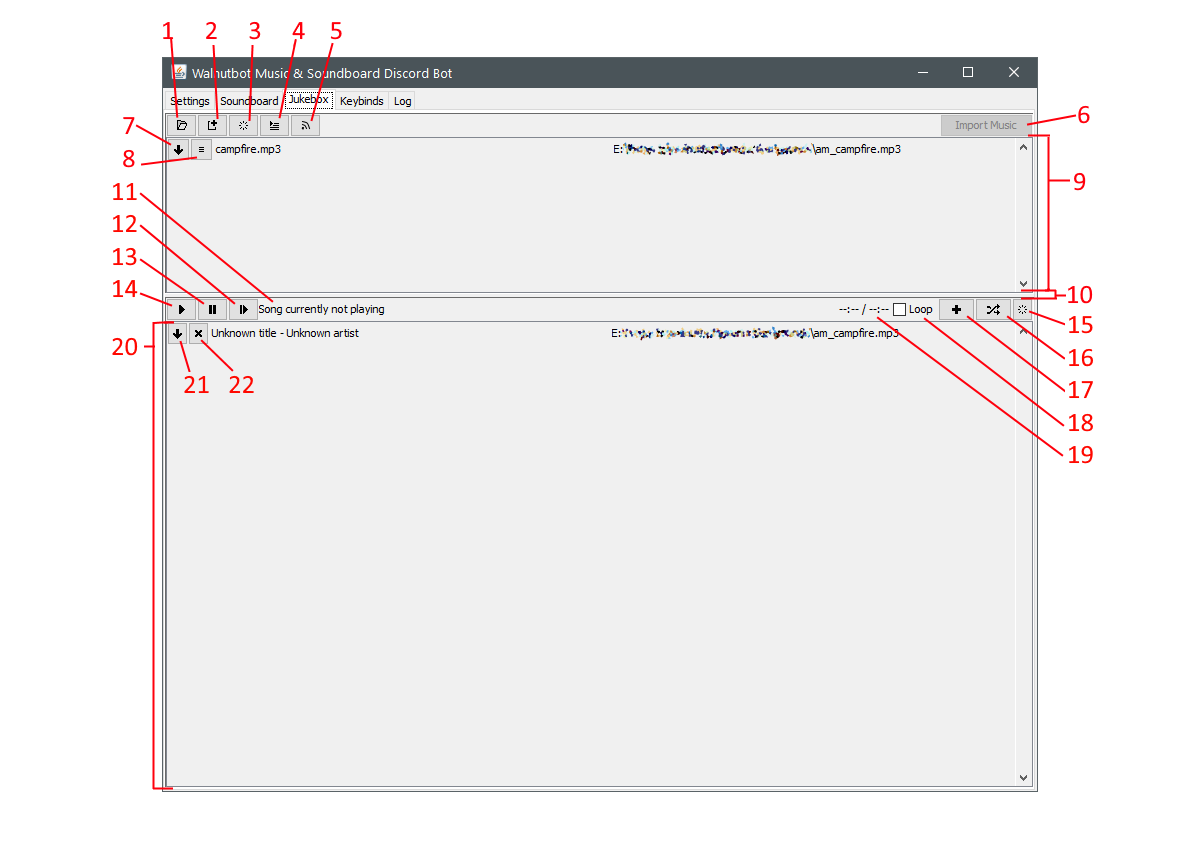 1 2 3 4 5
Walnutbot Music & Soundboard Discord Bot
Settings Soundboard Jukebox Keybinds Log
6
Import Music
7
8
campfire.mp3 E:\ \am_campfire.mp3
9
11
12
13
14
Song currently not playing --:-- / --:-- Loop
10
15
20
Unknown title - Unknown artist E:\ \am_campfire.mp3
16
21 22
17
18
19